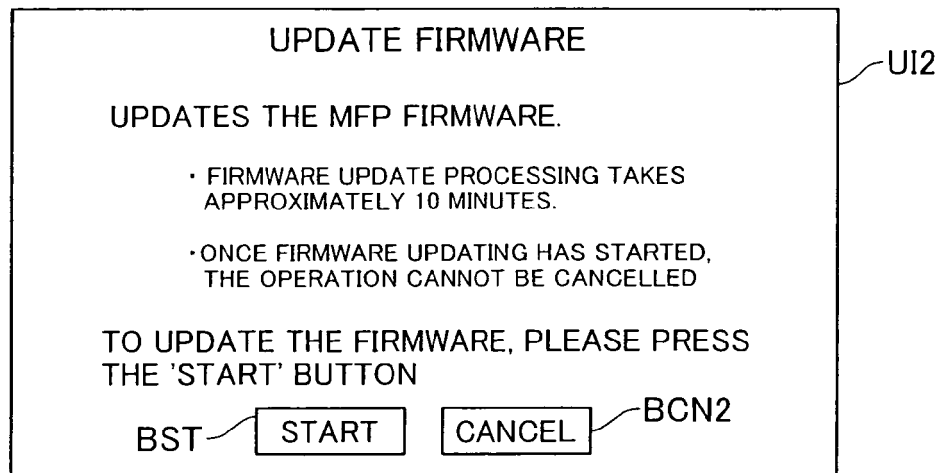 UPDATE FIRMWARE
UI2
UPDATES THE MFP FIRMWARE.
· FIRMWARE UPDATE PROCESSING TAKES
APPROXIMATELY 10 MINUTES.
· ONCE FIRMWARE UPDATING HAS STARTED,
THE OPERATION CANNOT BE CANCELLED
TO UPDATE THE FIRMWARE, PLEASE PRESS
THE 'START' BUTTON
BST START CANCEL BCN2